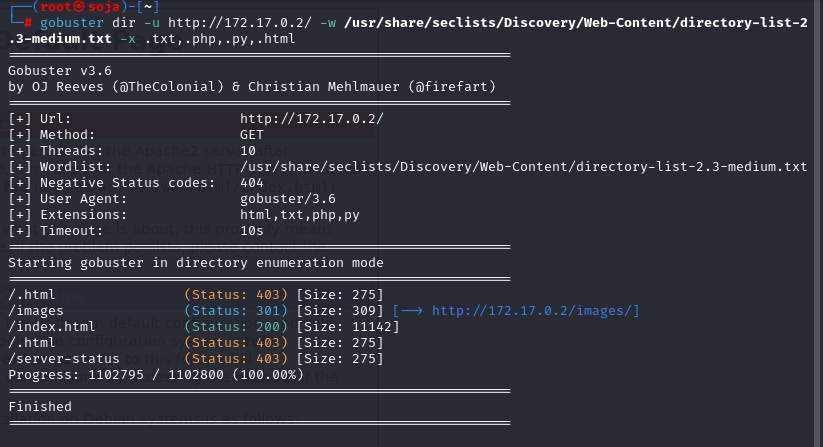 ┌──(root㉿soja)-[~]
└─# gobuster dir -u http://172.17.0.2/ -w /usr/share/seclists/Discovery/Web-Content/directory-list-2
.3-medium.txt -x .txt,.php,.py,.html
===============================================================
Gobuster v3.6
by OJ Reeves (@TheColonial) & Christian Mehlmauer (@firefart)
===============================================================
[+] Url:                     http://172.17.0.2/
[+] Method:                  GET
[+] Threads:                 10
[+] Wordlist:                /usr/share/seclists/Discovery/Web-Content/directory-list-2.3-medium.txt
[+] Negative Status codes:   404
[+] User Agent:              gobuster/3.6
[+] Extensions:              html,txt,php,py
[+] Timeout:                 10s
===============================================================
Starting gobuster in directory enumeration mode
===============================================================
/.html                (Status: 403) [Size: 275]
/images               (Status: 301) [Size: 309] [--> http://172.17.0.2/images/]
/index.html           (Status: 200) [Size: 11142]
/.html                (Status: 403) [Size: 275]
/server-status        (Status: 403) [Size: 275]
Progress: 1102795 / 1102800 (100.00%)
===============================================================
Finished
===============================================================